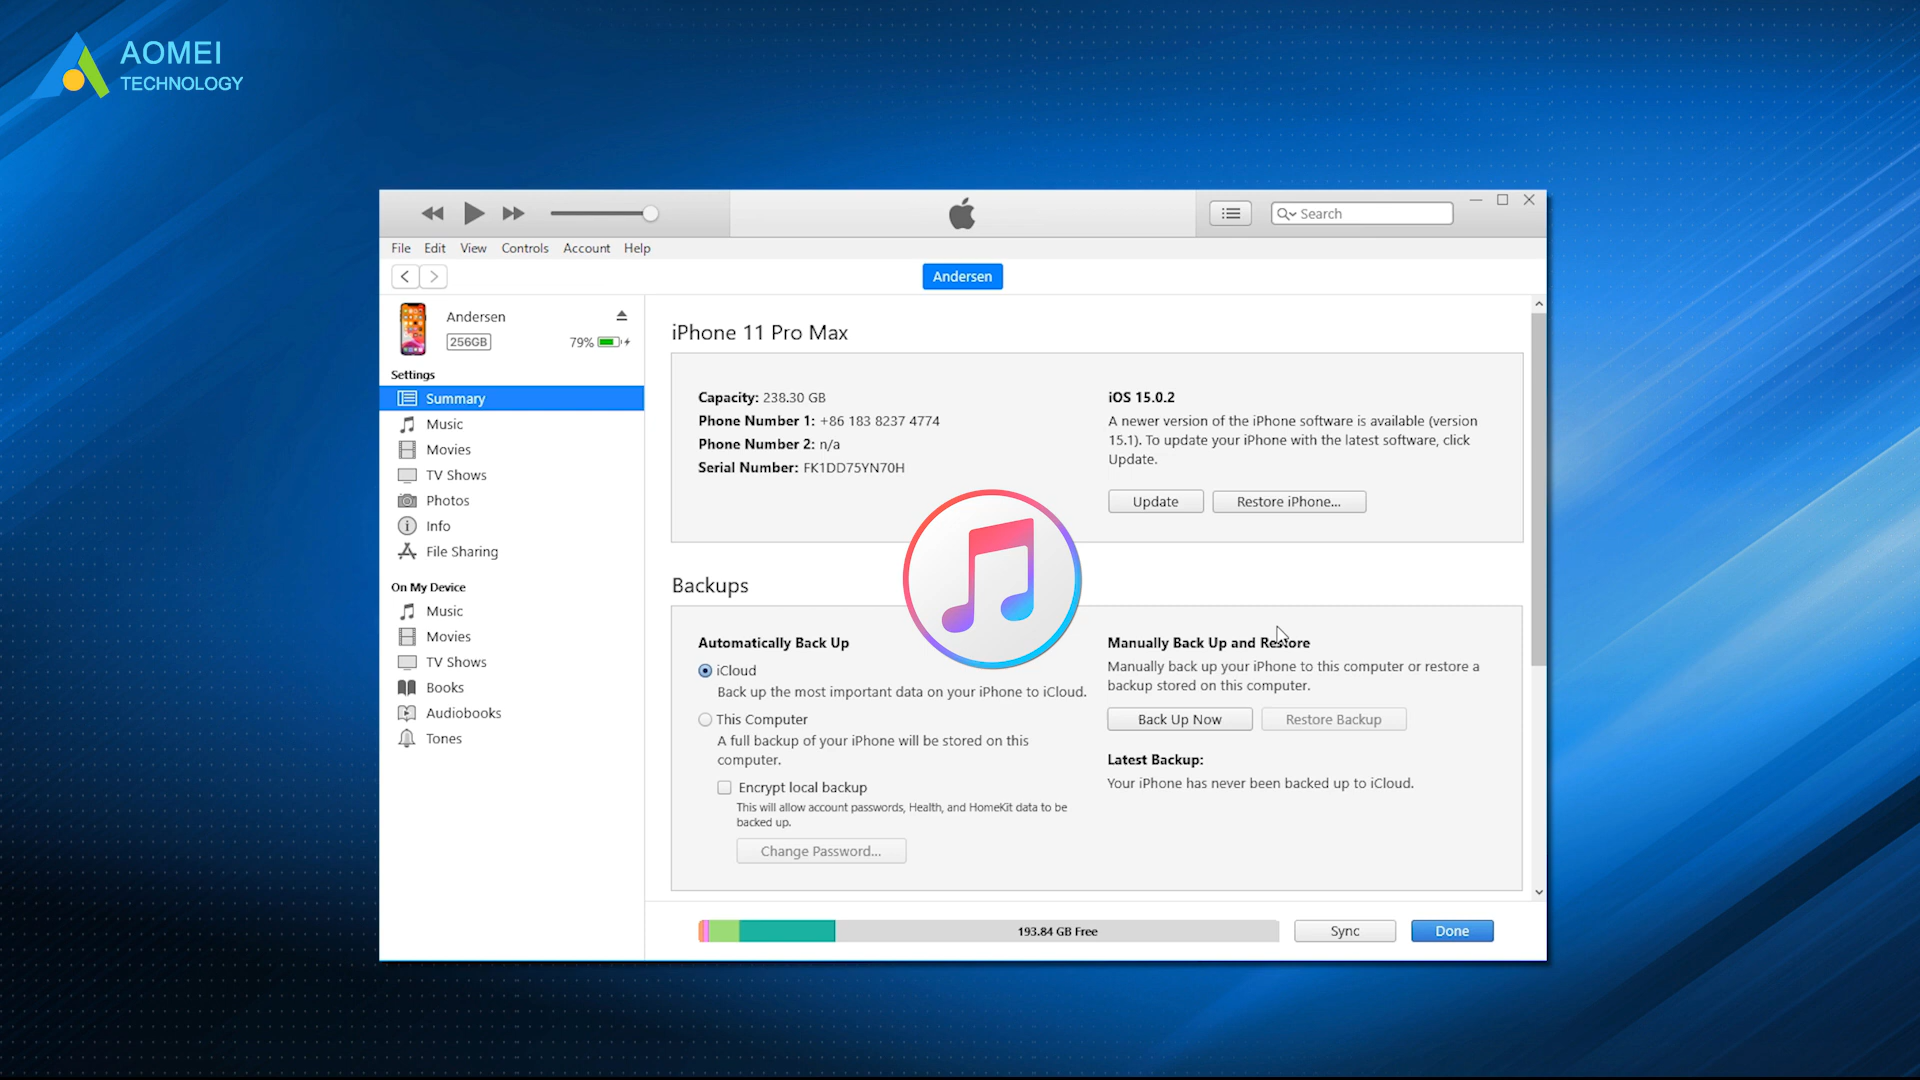 AOMEI
TECHNOLOGY
Search
File Edit View Controls Account Help
Andersen
Andersen
256GB
79%
Settings
Summary
Music
Movies
TV Shows
Photos
Info
File Sharing
On My Device
Music
Movies
TV Shows
Books
Audiobooks
Tones
iPhone 11 Pro Max
Capacity: 238.30 GB
Phone Number 1: +86 183 8237 4774
Phone Number 2: n/a
Serial Number: FK1DD75YN70H
iOS 15.0.2
A newer version of the iPhone software is available (version
15.1). To update your iPhone with the latest software, click
Update.
Update
Restore iPhone...
Backups
Automatically Back Up
iCloud
Back up the most important data on your iPhone to iCloud.
This Computer
A full backup of your iPhone will be stored on this
computer.
Encrypt local backup
This will allow account passwords, Health, and HomeKit data to be
backed up.
Change Password...
Manually Back Up and Restore
Manually back up your iPhone to this computer or restore a
backup stored on this computer.
Back Up Now
Restore Backup
Latest Backup:
Your iPhone has never been backed up to iCloud.
193.84 GB Free
Sync
Done